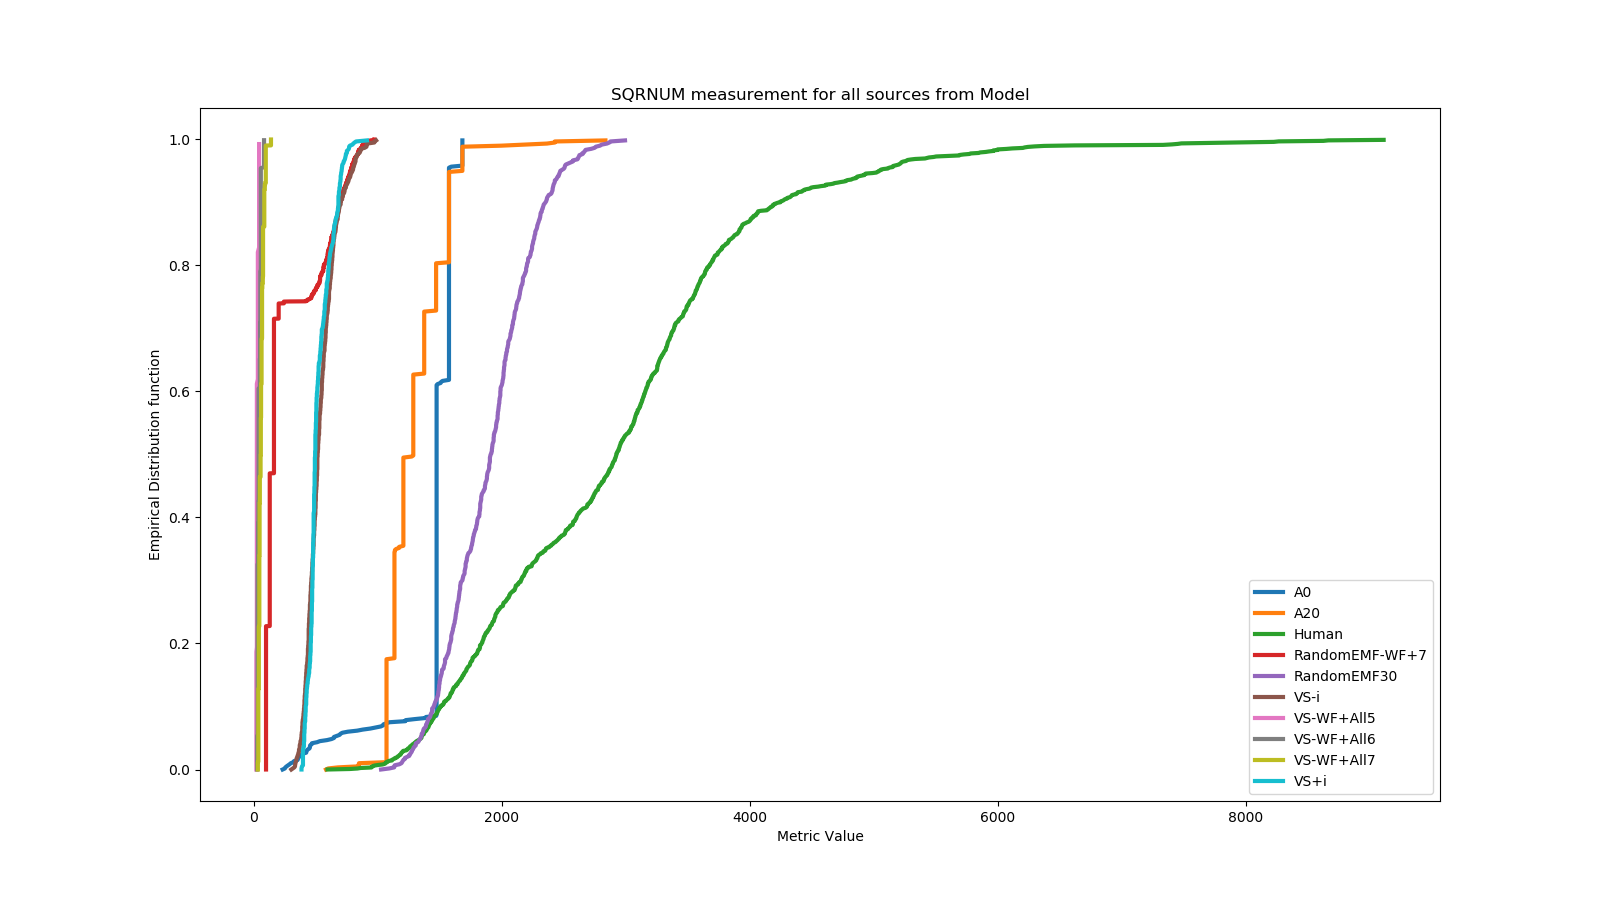 SQRNUM measurement for all sources from Model
1.0
0.8
0.6
0.4
0.2
0.0
Empirical Distribution function
0
2000
4000
6000
8000
Metric Value
A0
A20
Human
RandomEMF-WF+7
RandomEMF30
VS-i
VS-WF+All5
VS-WF+All6
VS-WF+All7
VS+i